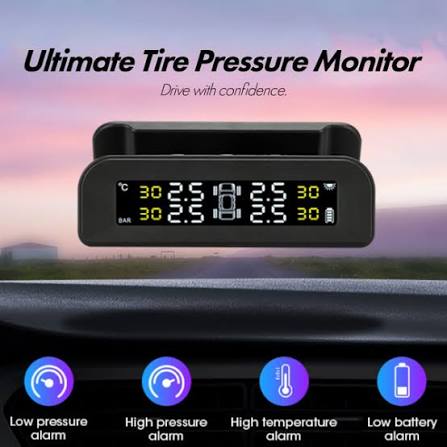 Ultimate Tire Pressure Monitor
Drive with confidence.
°C 30 2.5 2.5 30
BAR 30 2.5 2.5 30
Low pressure alarm
High pressure alarm
High temperature alarm
Low battery alarm